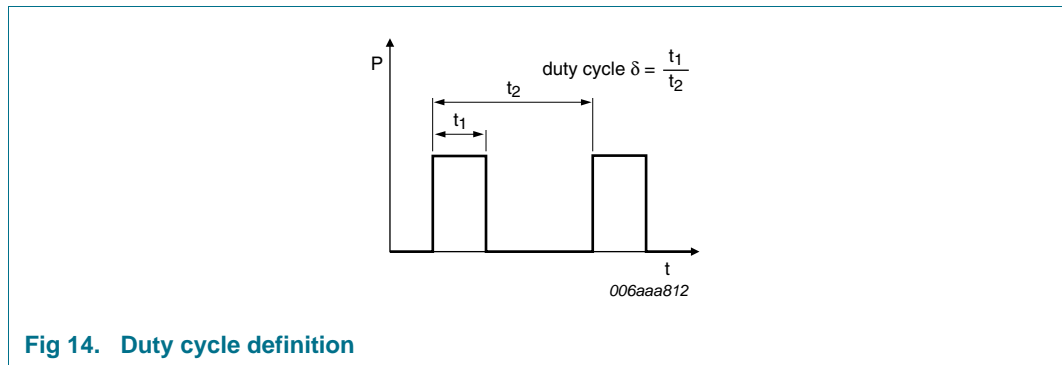 P
duty cycle δ = t1
t2
t2
t1
t
006aaa812
Fig 14. Duty cycle definition